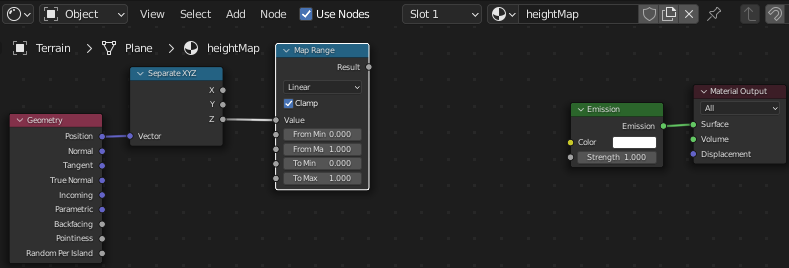 Object View Select Add Node Use Nodes Slot 1 heightMap
Terrain Plane heightMap
Map Range
Result
Linear
Clamp
Value
From Min 0.000
From Ma 1.000
To Min 0.000
To Max 1.000
Separate XYZ
X
Y
Z
Vector
Geometry
Position
Normal
Tangent
True Normal
Incoming
Parametric
Backfacing
Pointiness
Random Per Island
Emission
Emission
Color
Strength 1.000
Material Output
All
Surface
Volume
Displacement